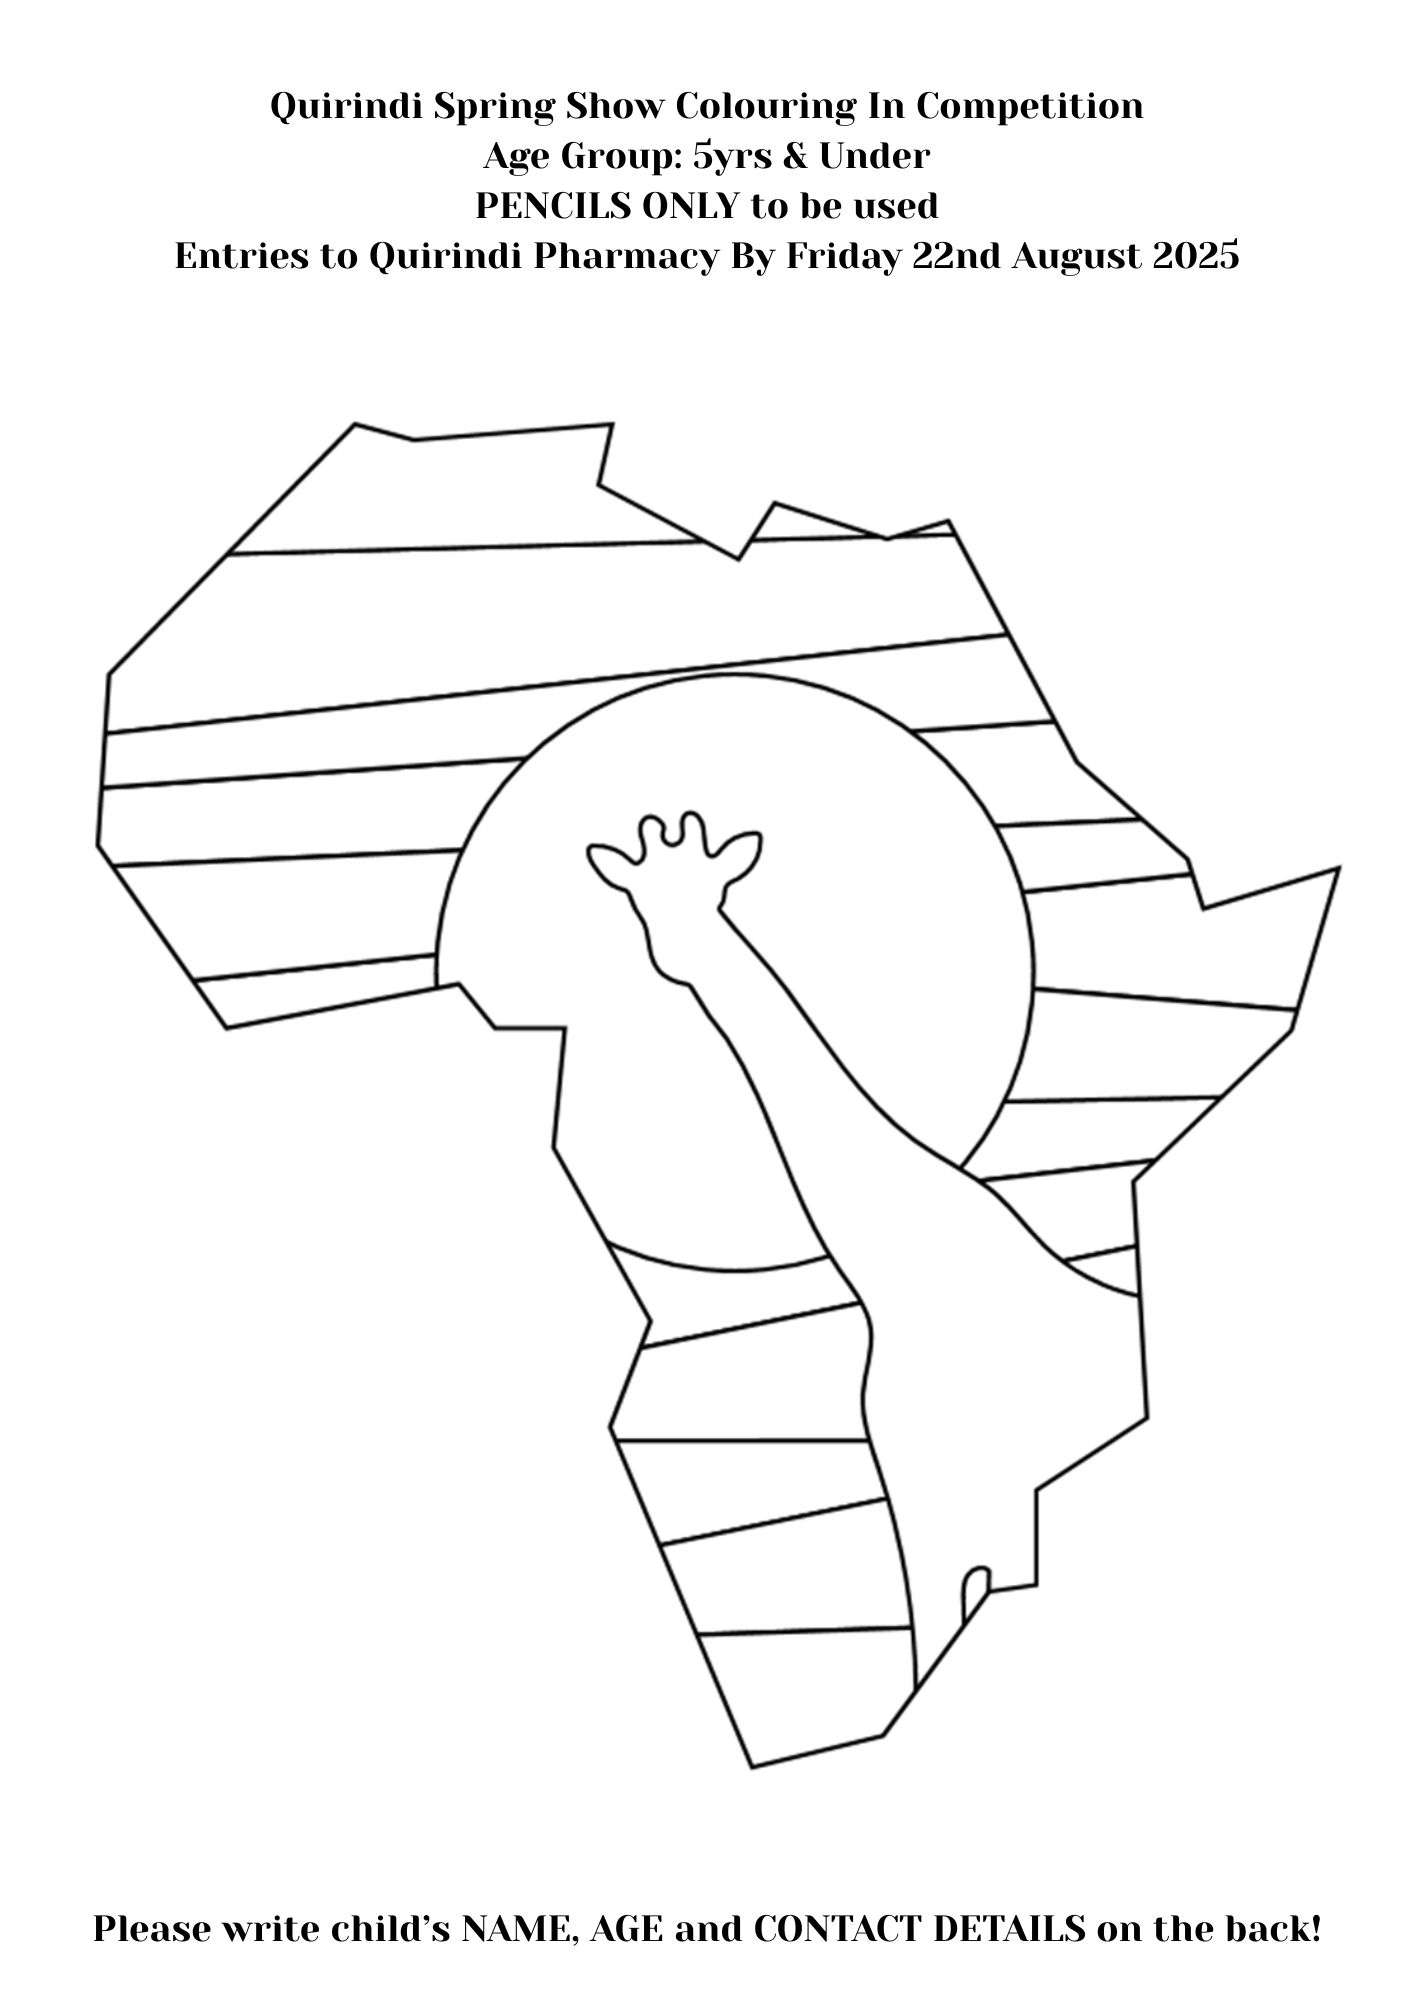 Quirindi Spring Show Colouring In Competition
Age Group: 5yrs & Under
PENCILS ONLY to be used
Entries to Quirindi Pharmacy By Friday 22nd August 2025
Please write child’s NAME, AGE and CONTACT DETAILS on the back!